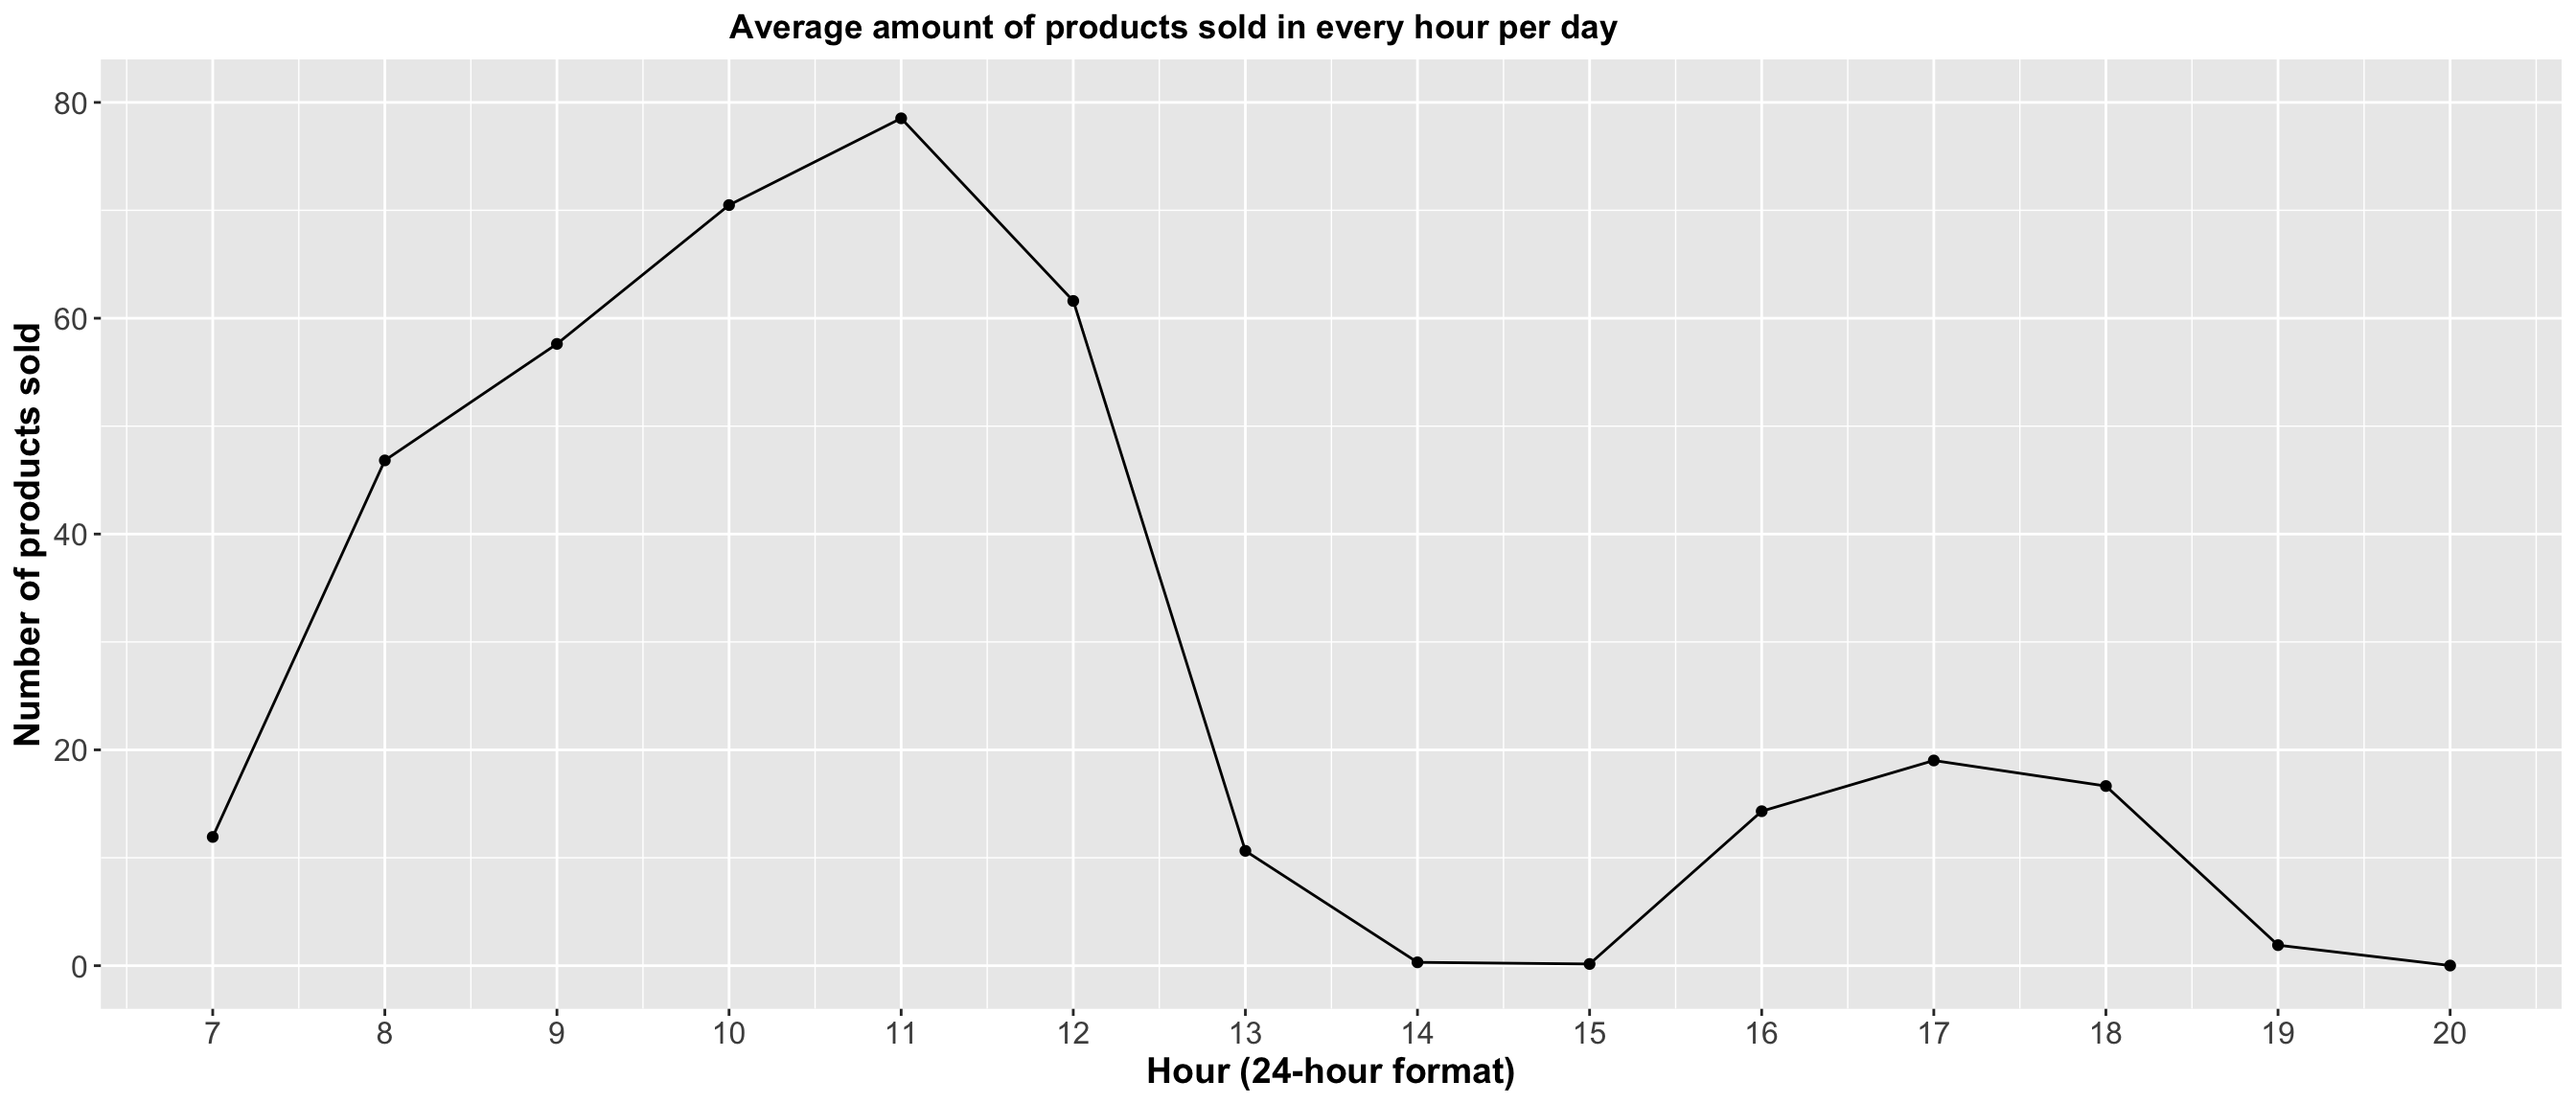 Average amount of products sold in every hour per day
Number of products sold
80
60
40
20
0
7 8 9 10 11 12 13 14 15 16 17 18 19 20
Hour (24-hour format)